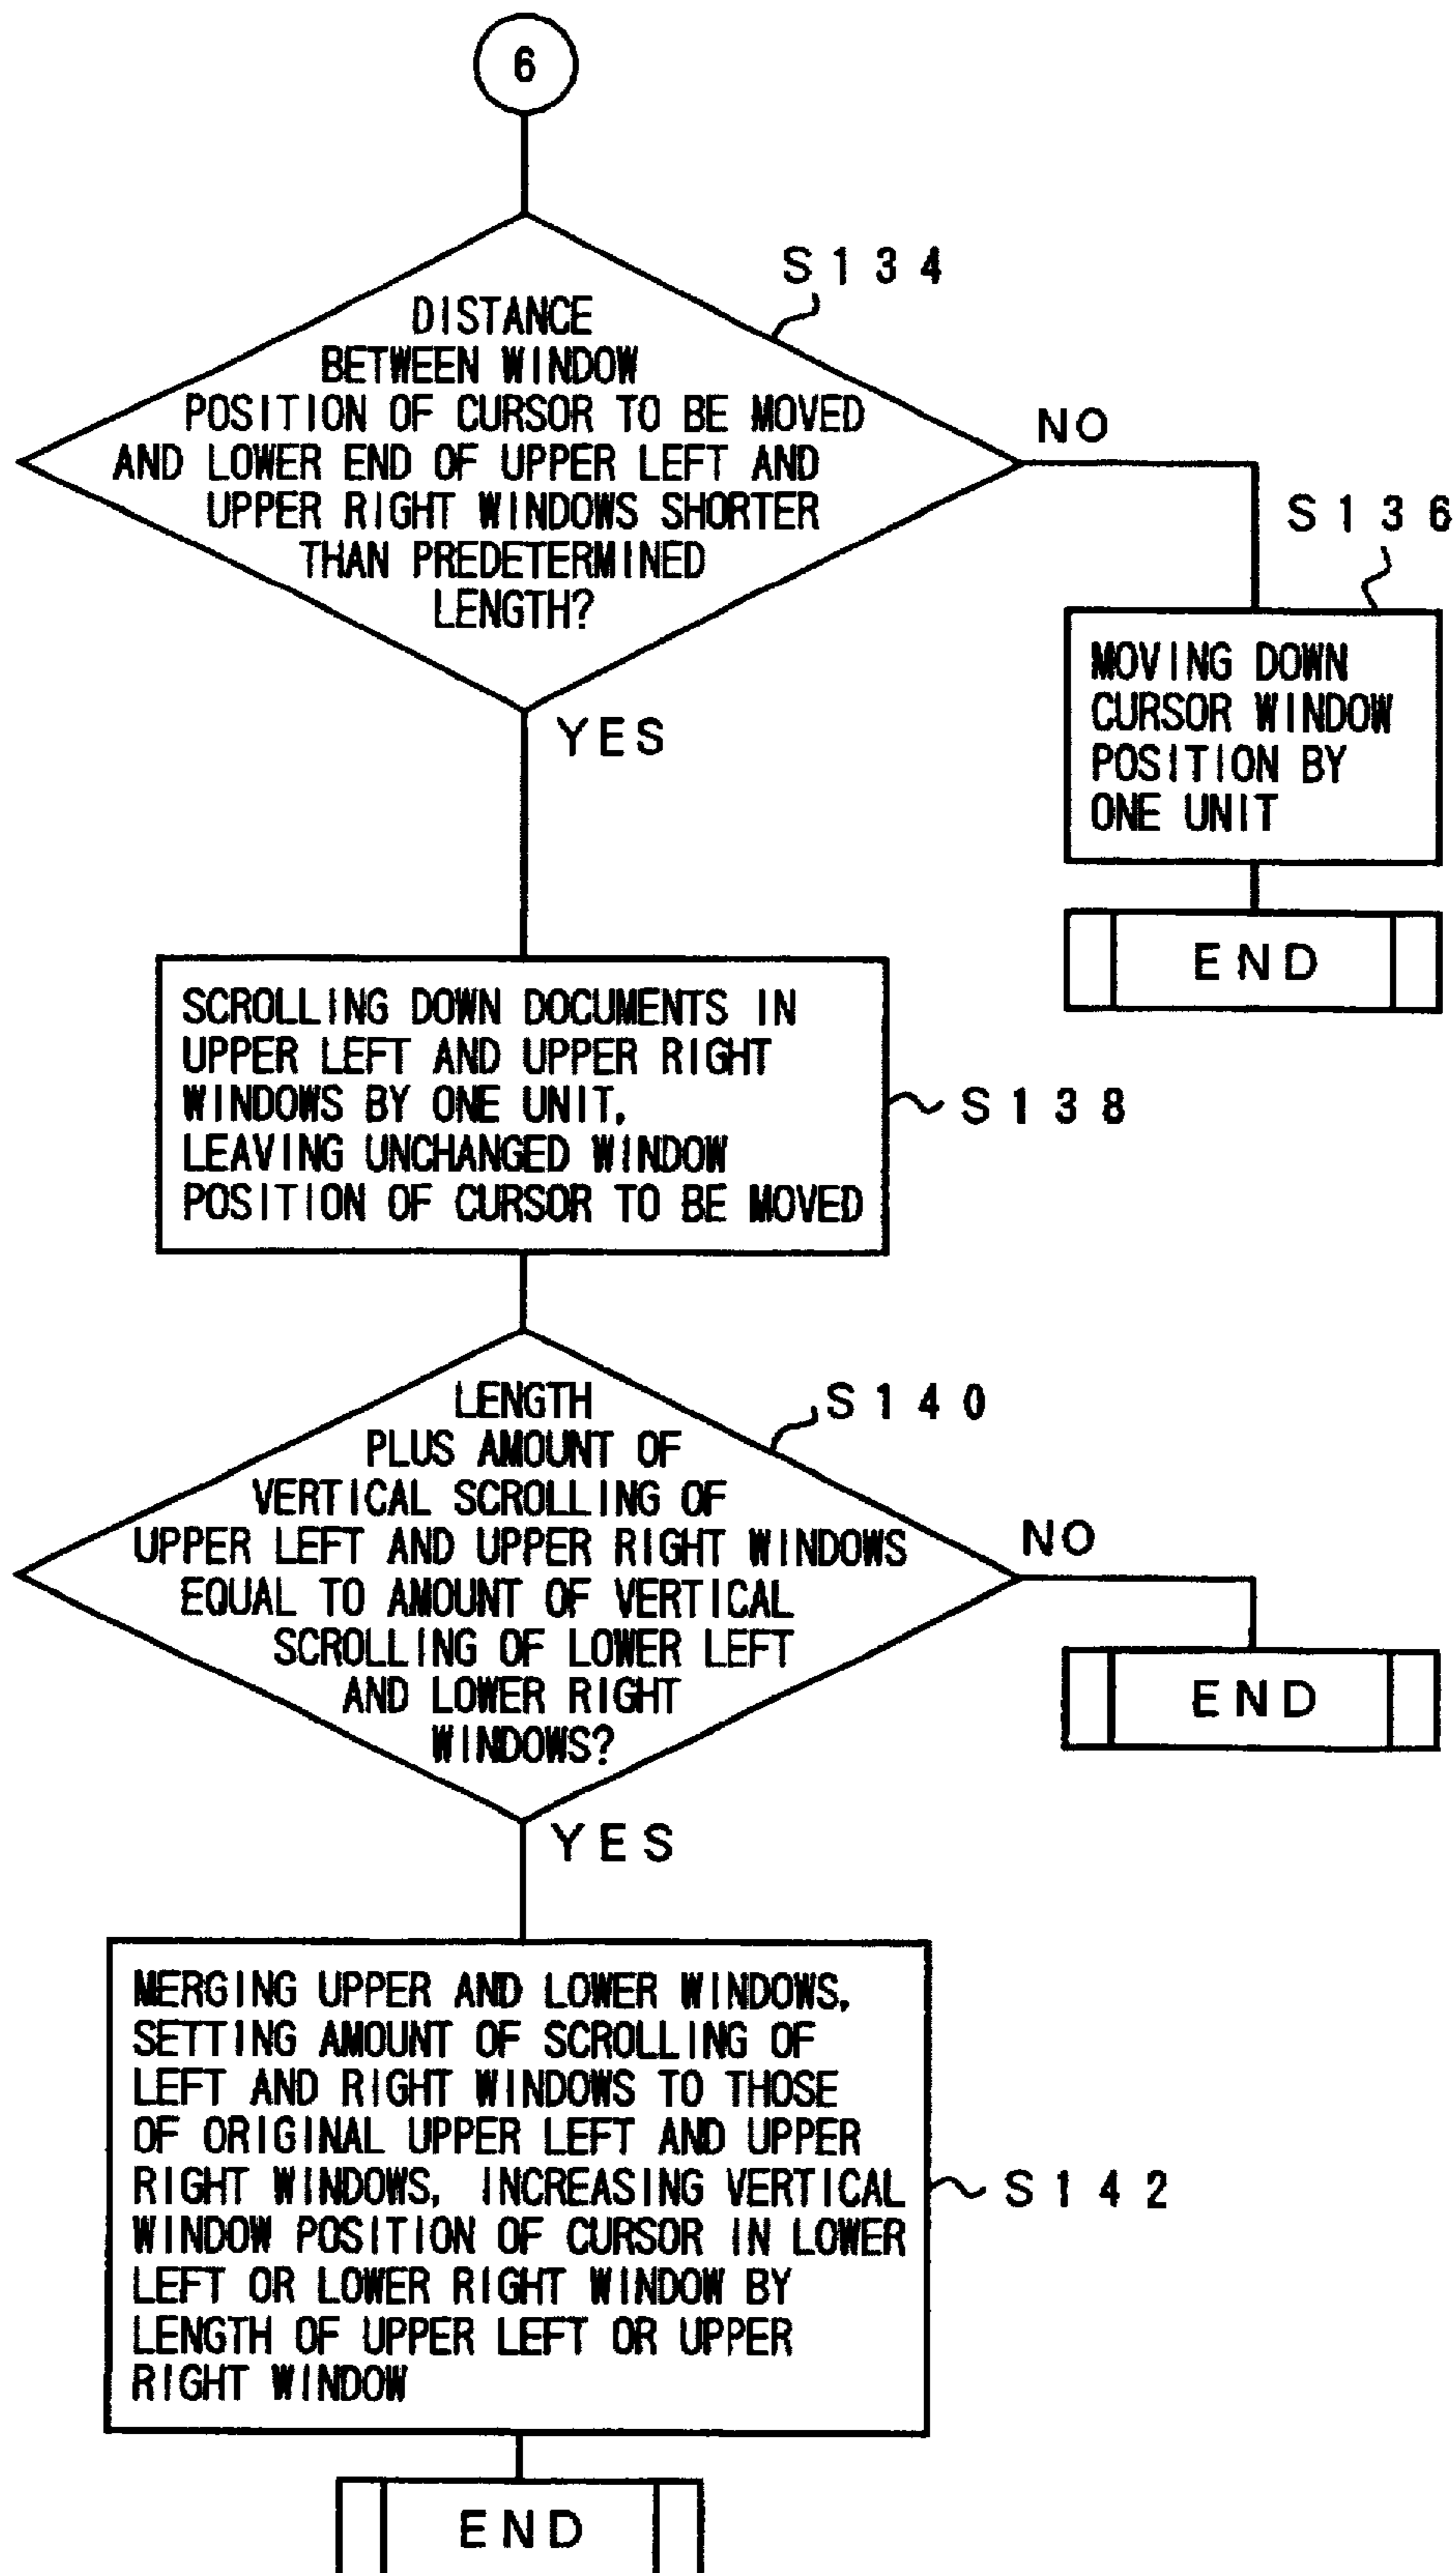 6
S134
DISTANCE
BETWEEN WINDOW
POSITION OF CURSOR TO BE MOVED
AND LOWER END OF UPPER LEFT AND
UPPER RIGHT WINDOWS SHORTER
THAN PREDETERMINED
LENGTH?
NO
YES
S136
MOVING DOWN
CURSOR WINDOW
POSITION BY
ONE UNIT
END
SCROLLING DOWN DOCUMENTS IN
UPPER LEFT AND UPPER RIGHT
WINDOWS BY ONE UNIT,
LEAVING UNCHANGED WINDOW
POSITION OF CURSOR TO BE MOVED
S138
S140
LENGTH
PLUS AMOUNT OF
VERTICAL SCROLLING OF
UPPER LEFT AND UPPER RIGHT WINDOWS
EQUAL TO AMOUNT OF VERTICAL
SCROLLING OF LOWER LEFT
AND LOWER RIGHT
WINDOWS?
NO
END
YES
MERGING UPPER AND LOWER WINDOWS,
SETTING AMOUNT OF SCROLLING OF
LEFT AND RIGHT WINDOWS TO THOSE
OF ORIGINAL UPPER LEFT AND UPPER
RIGHT WINDOWS, INCREASING VERTICAL
WINDOW POSITION OF CURSOR IN LOWER
LEFT OR LOWER RIGHT WINDOW BY
LENGTH OF UPPER LEFT OR UPPER
RIGHT WINDOW
S142
END